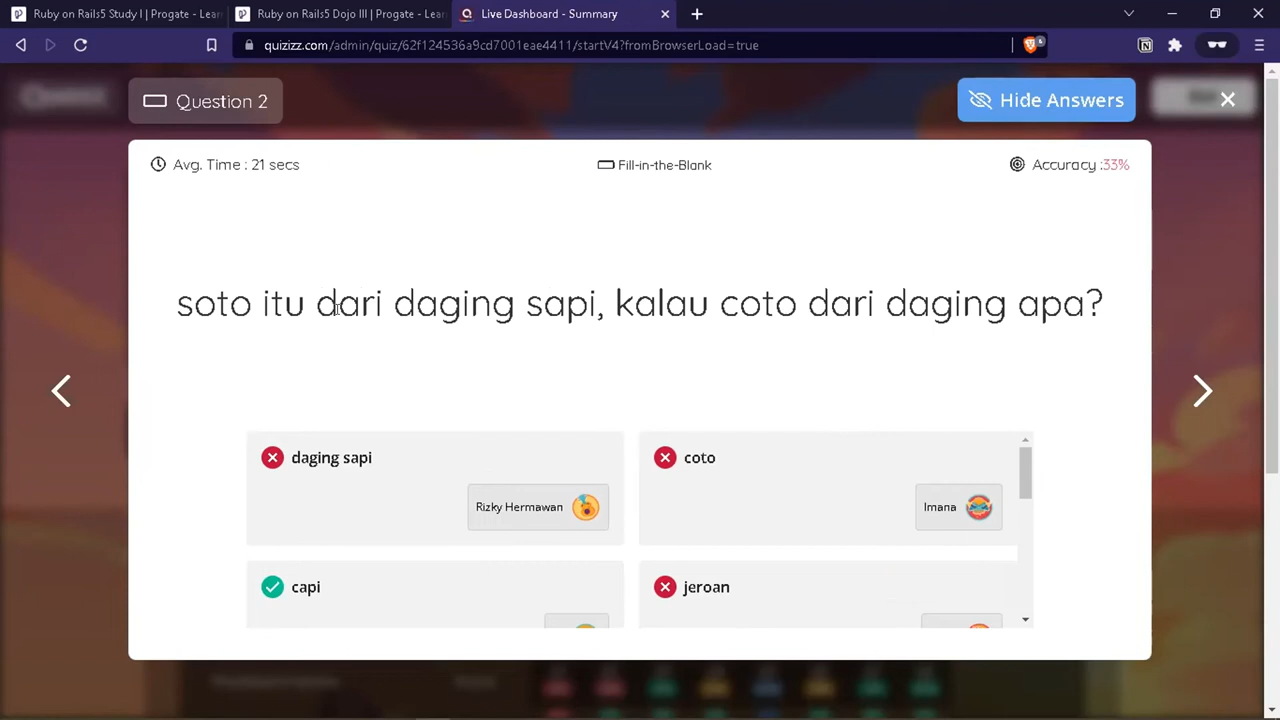 Ruby on Rails5 Study I | Progate - Lear
Ruby on Rails5 Dojo III | Progate - Lear
Live Dashboard - Summary
quizizz.com/admin/quiz/62f124536a9cd7001eae4411/startV4?fromBrowserLoad=true
6
Question 2
Hide Answers
Avg. Time : 21 secs
Fill-in-the-Blank
Accuracy :33%
soto itu dari daging sapi, kalau coto dari daging apa?
daging sapi
Rizky Hermawan
coto
Imana
capi
jeroan